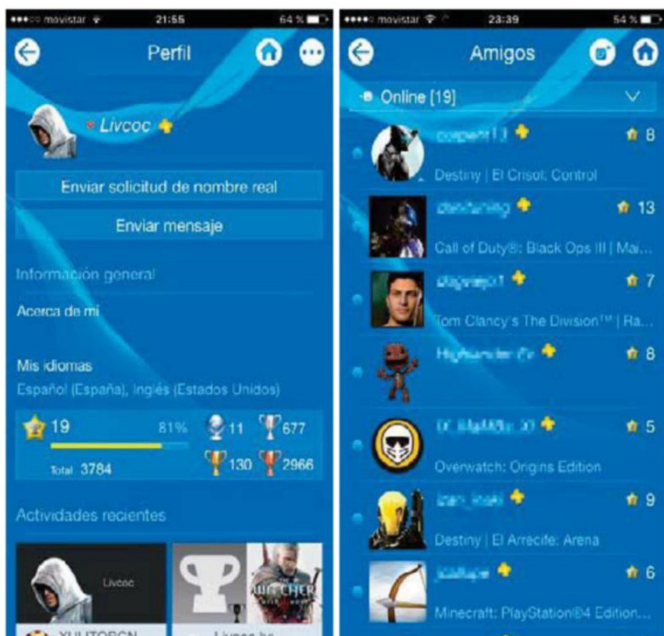 movistar 21:55 64 %
Perfil
Livcoc
Enviar solicitud de nombre real
Enviar mensaje
Información general
Acerca de mí
Mis idiomas
Español (España), Inglés (Estados Unidos)
19 81% 11 677
Total 3784 130 2966
Actividades recientes
Livcoc
WITCHER
XULITORCN
Livcoc ha
movistar 23:39 54 %
Amigos
Online [19]
8
Destiny | El Crisol: Control
13
Call of Duty®: Black Ops III | Mai...
7
Tom Clancy's The Division™ | Ra...
8
5
Overwatch: Origins Edition
9
Destiny | El Arrecife: Arena
6
Minecraft: PlayStation®4 Edition...